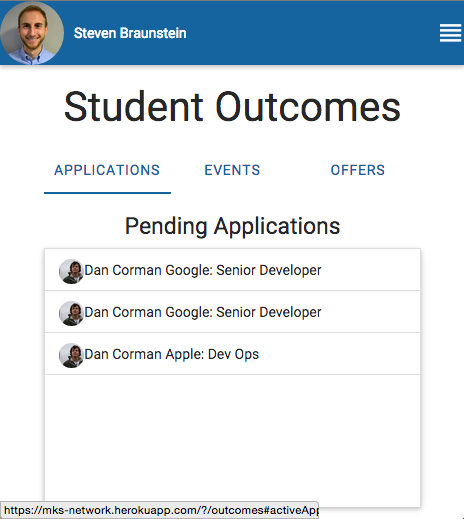 Steven Braunstein
Student Outcomes
APPLICATIONS EVENTS OFFERS
Pending Applications
Dan Corman Google: Senior Developer
Dan Corman Google: Senior Developer
Dan Corman Apple: Dev Ops
https://mks-network.herokuapp.com/?/outcomes#activeApp